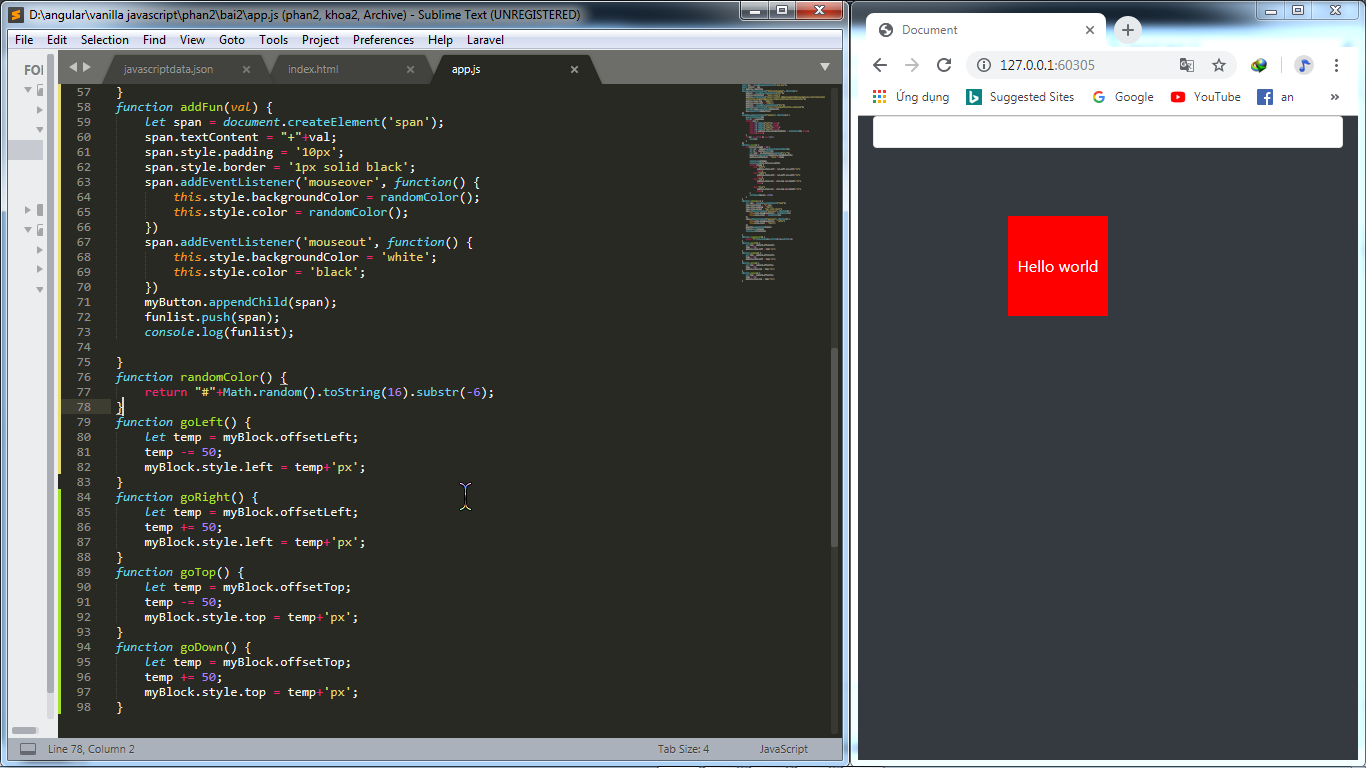 D:\angular\vanilla javascript\phan2\bai2\app.js (phan2, khoa2, Archive) - Sublime Text (UNREGISTERED)
File Edit Selection Find View Goto Tools Project Preferences Help Laravel
FOI
javascriptdata.json × index.html × app.js ×
57 }
58 function addFun(val) {
59 let span = document.createElement('span');
60 span.textContent = "+"+val;
61 span.style.padding = '10px';
62 span.style.border = '1px solid black';
63 span.addEventListener('mouseover', function() {
64 this.style.backgroundColor = randomColor();
65 this.style.color = randomColor();
66 })
67 span.addEventListener('mouseout', function() {
68 this.style.backgroundColor = 'white';
69 this.style.color = 'black';
70 })
71 myButton.appendChild(span);
72 funlist.push(span);
73 console.log(funlist);
74
75 }
76 function randomColor() {
77 return "#"+Math.random().toString(16).substr(-6);
78 }
79 function goLeft() {
80 let temp = myBlock.offsetLeft;
81 temp -= 50;
82 myBlock.style.left = temp+'px';
83 }
84 function goRight() {
85 let temp = myBlock.offsetLeft;
86 temp += 50;
87 myBlock.style.left = temp+'px';
88 }
89 function goTop() {
90 let temp = myBlock.offsetTop;
91 temp -= 50;
92 myBlock.style.top = temp+'px';
93 }
94 function goDown() {
95 let temp = myBlock.offsetTop;
96 temp += 50;
97 myBlock.style.top = temp+'px';
98 }
Line 78, Column 2 Tab Size: 4 JavaScript
Document
127.0.0.1:60305
Ứng dụng Suggested Sites Google YouTube an »
Hello world